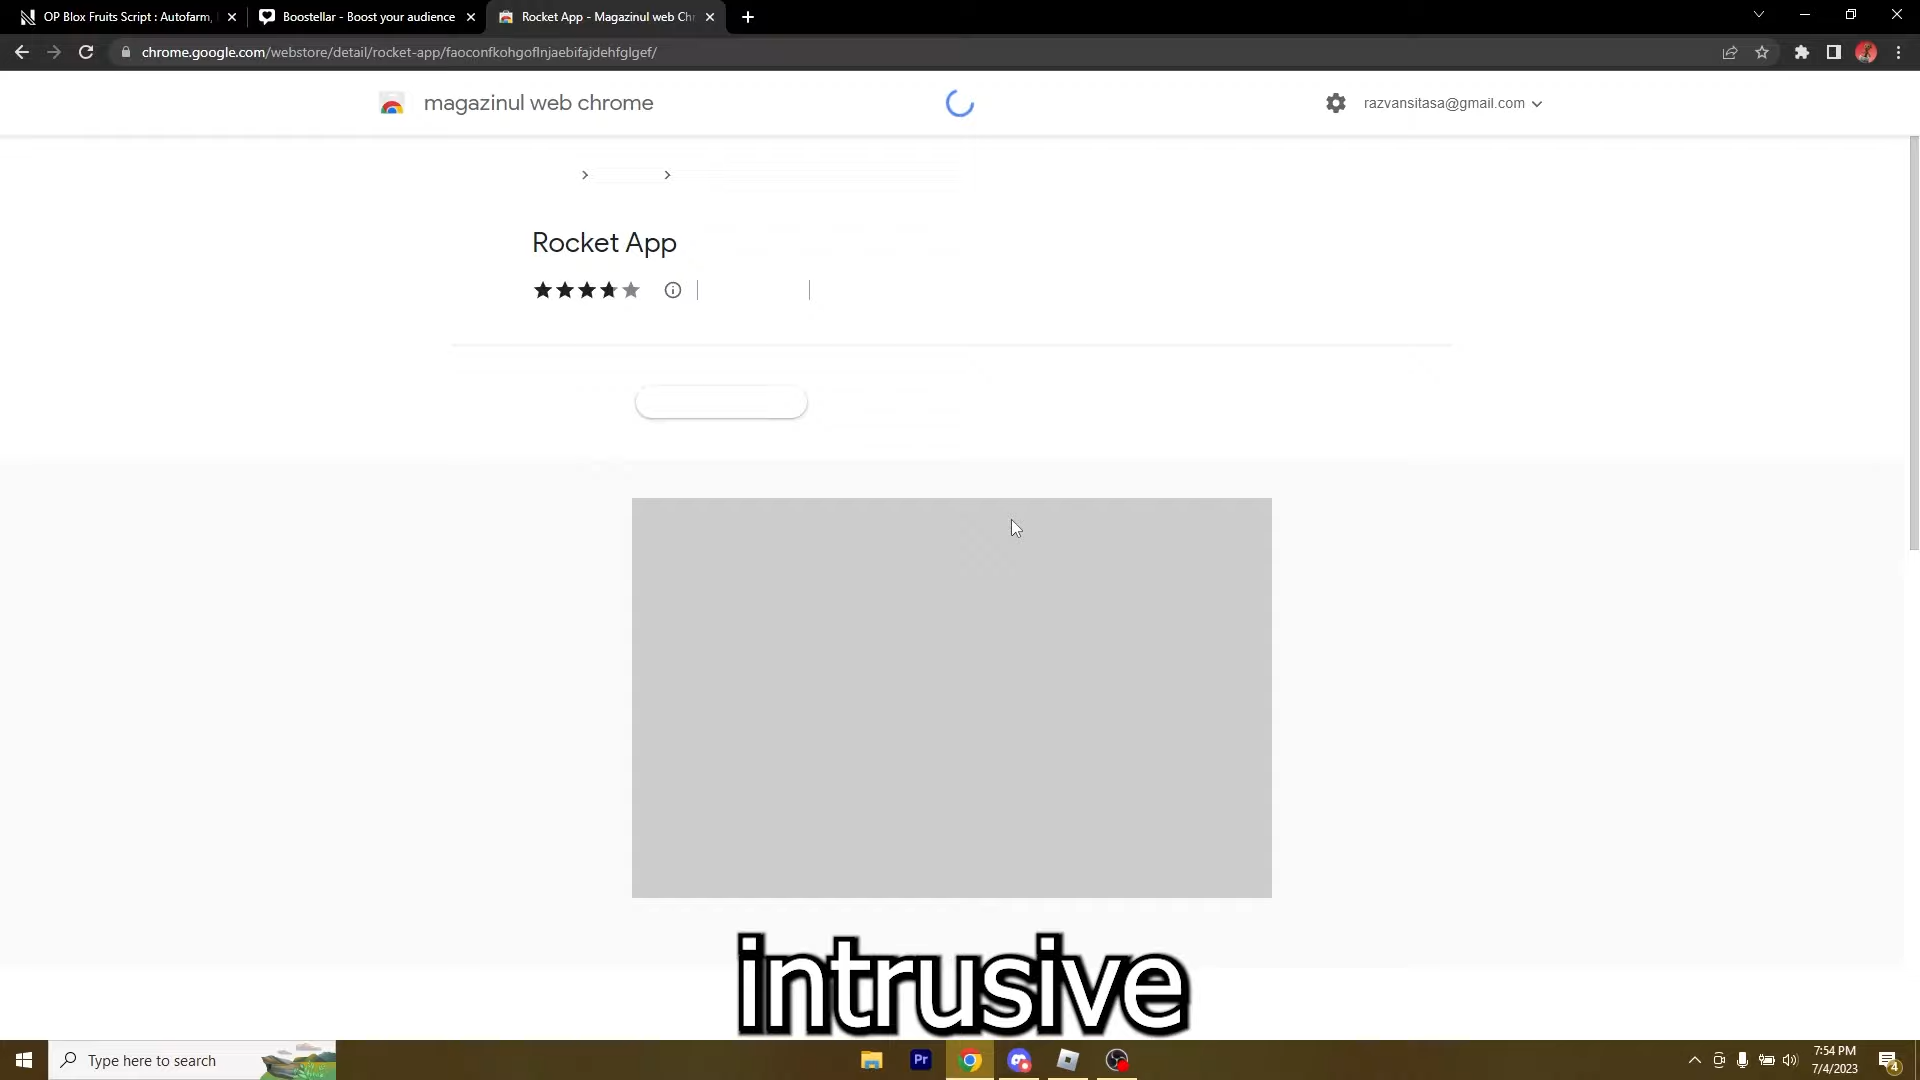 OP Blox Fruits Script : Autofarm,
Boostellar - Boost your audience
Rocket App - Magazinul web Chr
chrome.google.com/webstore/detail/rocket-app/faoconfkohgoflnjaebifajdehfglgef/
magazinul web chrome
razvansitasa@gmail.com
Rocket App
intrusive
Type here to search
Pr
7:54 PM
7/4/2023
4